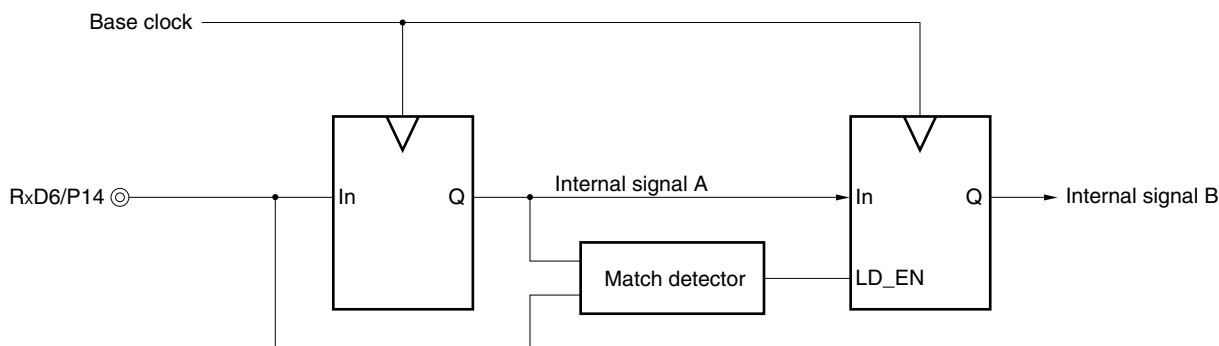 Base clock
RxD6/P14
In
Q
Internal signal A
In
Q
Internal signal B
Match detector
LD_EN